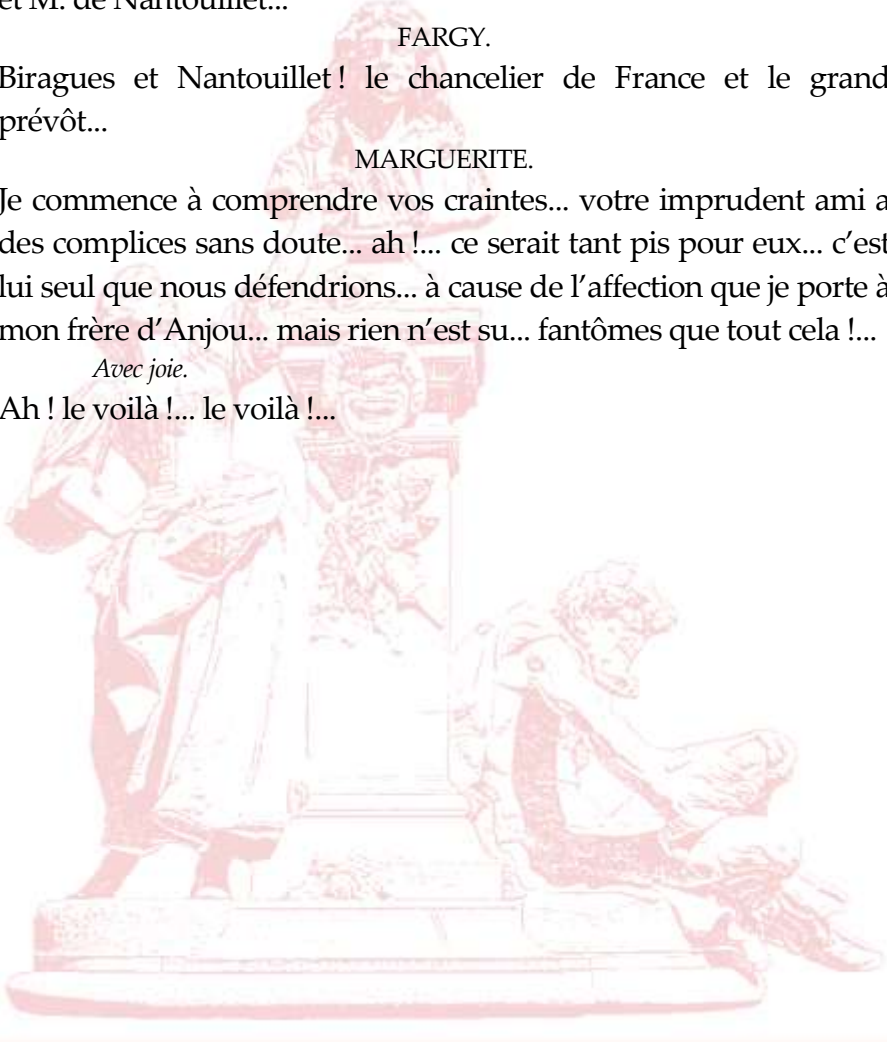 et M. de Nantouillet...
FARGY.
Biragues et Nantouillet ! le chancelier de France et le grand
prévôt...
MARGUERITE.
Je commence à comprendre vos craintes... votre imprudent ami a
des complices sans doute... ah !... ce serait tant pis pour eux... c’est
lui seul que nous défendrions... à cause de l’affection que je porte à
mon frère d’Anjou... mais rien n’est su... fantômes que tout cela !...
Avec joie.
Ah ! le voilà !... le voilà !...